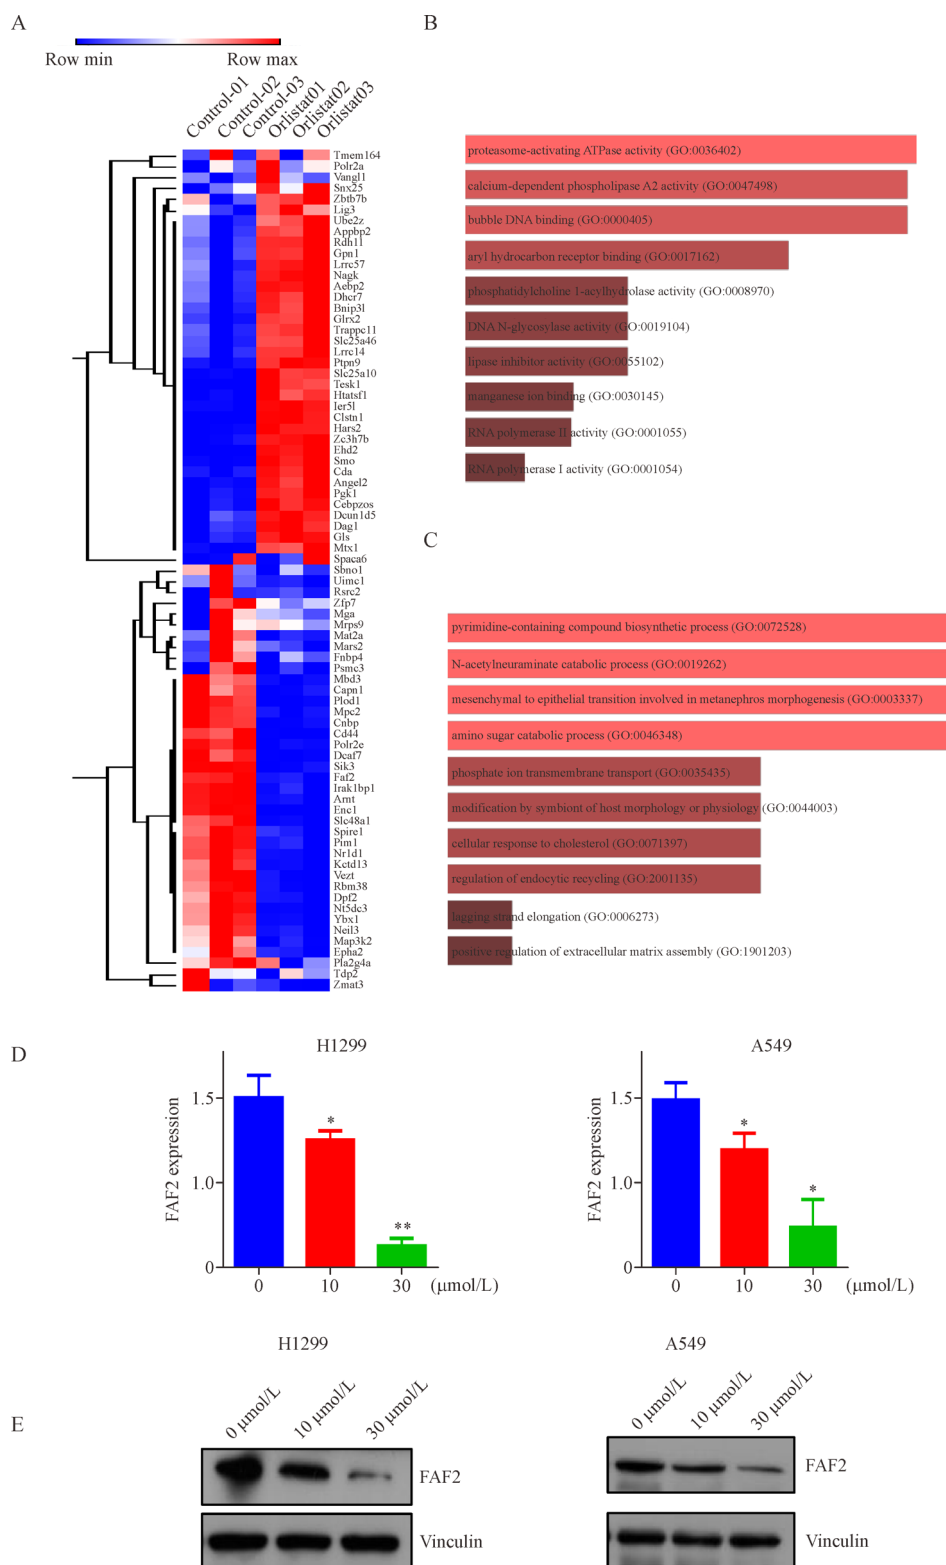 A
Row min
Row max
Control-01
Control-02
Control-03
Orlistat01
Orlistat02
Orlistat03
Tmem164
Polr2a
Vangl1
Snx25
Zbtb7b
Lig3
Ube2z
Appbp2
Rdh11
Gpn1
Lrrc57
Nagk
Aebp2
Dhcr7
Bnip3l
Glrx2
Trappc11
Slc25a46
Lrrc14
Ptpn9
Slc25a10
Tesk1
Htatsf1
Ier5l
Clstn1
Hars2
Zc3h7b
Ehd2
Smo
Cda
Angel2
Pgk1
Cebpzos
Dcun1d5
Dag1
Gls
Mtx1
Spaca6
Sbno1
Uimc1
Rsrc2
Zfp7
Mga
Mrps9
Mat2a
Mars2
Fnbp4
Psmc3
Mbd3
Capn1
Plod1
Mpc2
Cnbp
Cd44
Polr2e
Dcaf7
Sik3
Faf2
Irak1bp1
Arnt
Enc1
Slc48a1
Spire1
Pim1
Nr1d1
Kctd13
Vezt
Rbm38
Dpf2
Nt5dc3
Ybx1
Neil3
Map3k2
Epha2
Pla2g4a
Tdp2
Zmat3
B
proteasome-activating ATPase activity (GO:0036402)
calcium-dependent phospholipase A2 activity (GO:0047498)
bubble DNA binding (GO:0000405)
aryl hydrocarbon receptor binding (GO:0017162)
phosphatidylcholine 1-acylhydrolase activity (GO:0008970)
DNA N-glycosylase activity (GO:0019104)
lipase inhibitor activity (GO:0055102)
manganese ion binding (GO:0030145)
RNA polymerase II activity (GO:0001055)
RNA polymerase I activity (GO:0001054)
C
pyrimidine-containing compound biosynthetic process (GO:0072528)
N-acetylneuraminate catabolic process (GO:0019262)
mesenchymal to epithelial transition involved in metanephros morphogenesis (GO:0003337)
amino sugar catabolic process (GO:0046348)
phosphate ion transmembrane transport (GO:0035435)
modification by symbiont of host morphology or physiology (GO:0044003)
cellular response to cholesterol (GO:0071397)
regulation of endocytic recycling (GO:2001135)
lagging strand elongation (GO:0006273)
positive regulation of extracellular matrix assembly (GO:1901203)
D
H1299
FAF2 expression
1.5
1.0
0
*
**
0 10 30 (μmol/L)
A549
FAF2 expression
1.5
1.0
0
*
*
0 10 30 (μmol/L)
E
H1299
0 μmol/L
10 μmol/L
30 μmol/L
FAF2
Vinculin
A549
0 μmol/L
10 μmol/L
30 μmol/L
FAF2
Vinculin